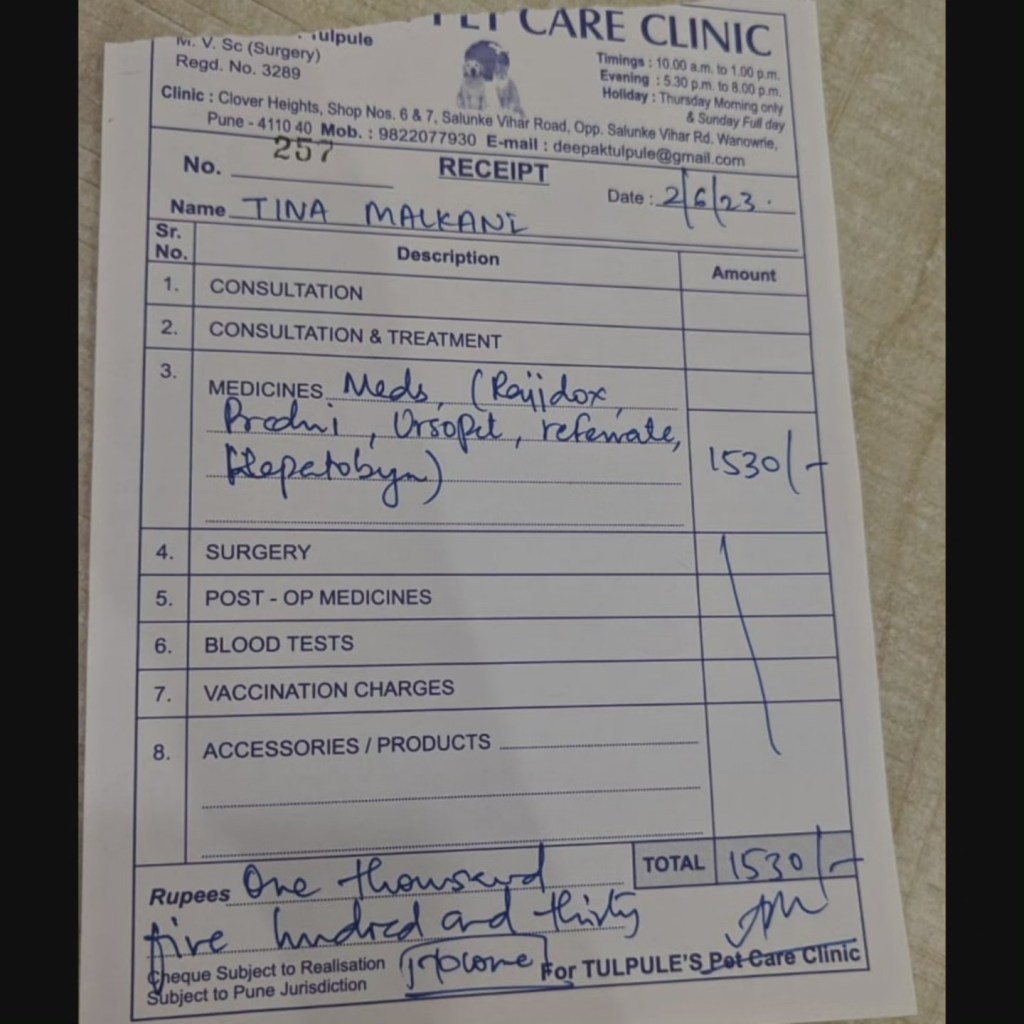 PET CARE CLINIC
Tulpule
M. V. Sc (Surgery)
Regd. No. 3289
Timings : 10.00 a.m. to 1.00 p.m.
Evening : 5.30 p.m. to 8.00 p.m.
Holiday : Thursday Morning only
& Sunday Full day
Clinic : Clover Heights, Shop Nos. 6 & 7, Salunke Vihar Road, Opp. Salunke Vihar Rd. Wanowrie,
Pune - 4110 40 Mob. : 9822077930 E-mail : deepaktulpule@gmail.com
No. 257
RECEIPT
Date : 2/6/23.
Name TINA MALKANI
Sr. No. Description Amount
1. CONSULTATION
2. CONSULTATION & TREATMENT
3. MEDICINES Meds, (
, Ursopet,
1530/-
4. SURGERY
5. POST - OP MEDICINES
6. BLOOD TESTS
7. VACCINATION CHARGES
8. ACCESSORIES / PRODUCTS
TOTAL 1530/-
Rupees One thousand
five hundred and thirty
Cheque Subject to Realisation
Subject to Pune Jurisdiction
For TULPULE'S Pet Care Clinic